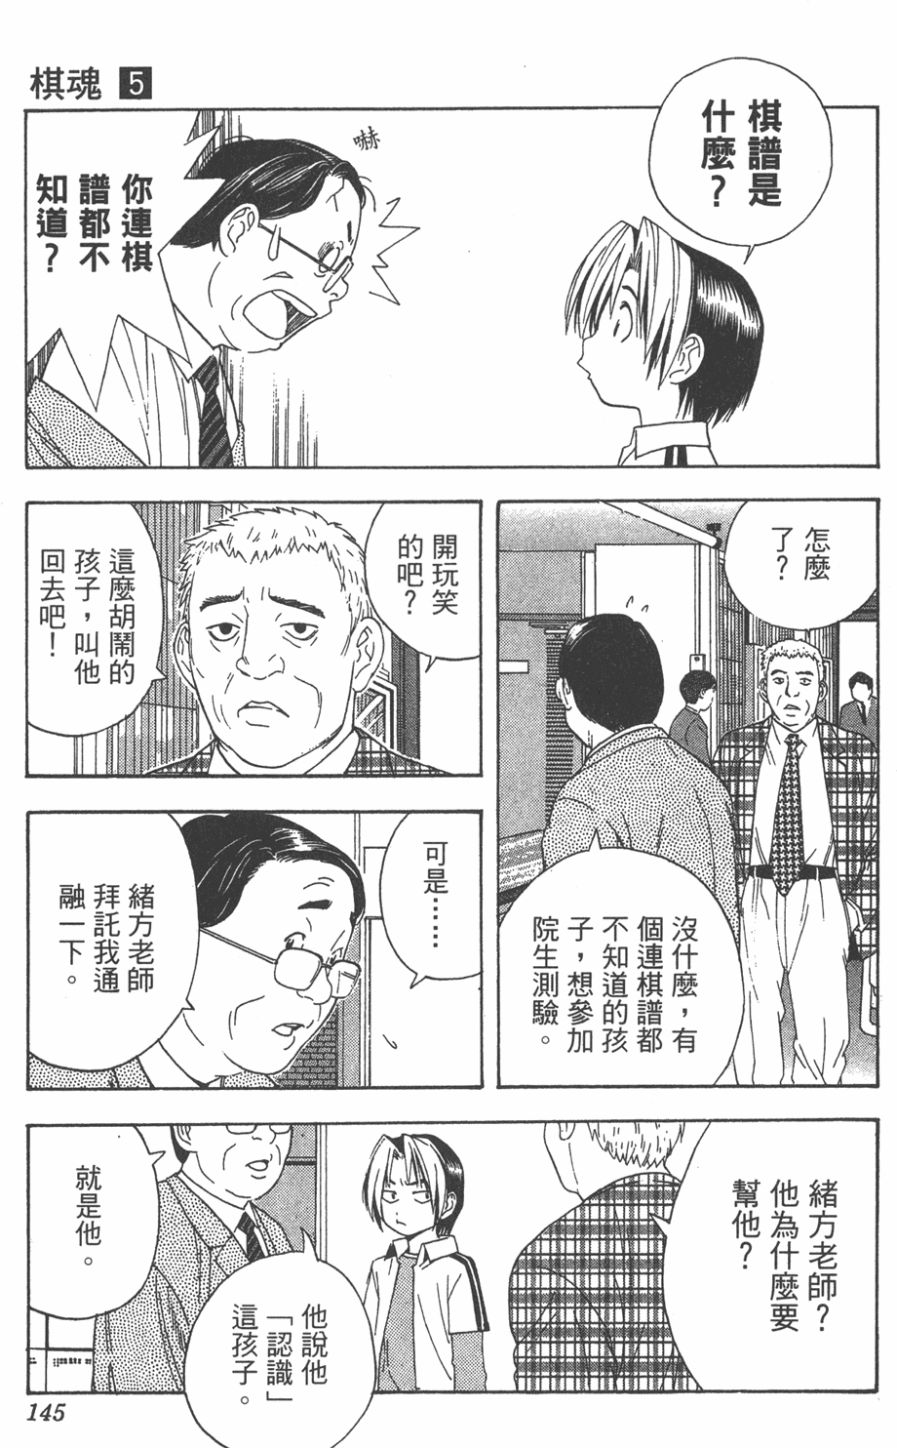 棋魂 5
棋譜是
什麼？
嚇
你連棋
譜都不
知道？
怎麼
了？
沒什麼，有
個連棋譜都
不知道的孩
子，想參加
院生測驗。
開玩笑
的吧？
這麼胡鬧的
孩子，叫他
回去吧！
可是……
緒方老師
拜託我通
融一下。
緒方老師？
他為什麼要
幫他？
他說他
「認識」
這孩子。
就是他。
145